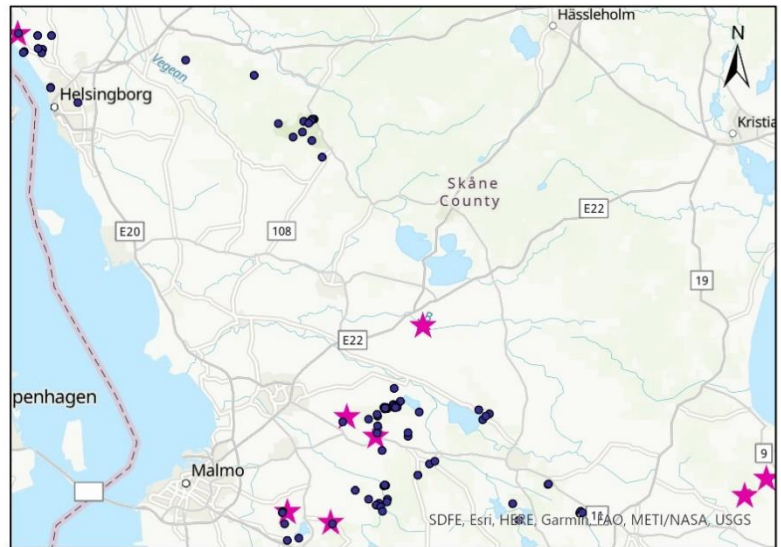 Hässleholm
N
Vegean
Helsingborg
Kristia
Skåne
County
E22
E20
108
19
E22
penhagen
9
Malmo
11
SDFE, Esri, HERE, Garmin, FAO, METI/NASA, USGS